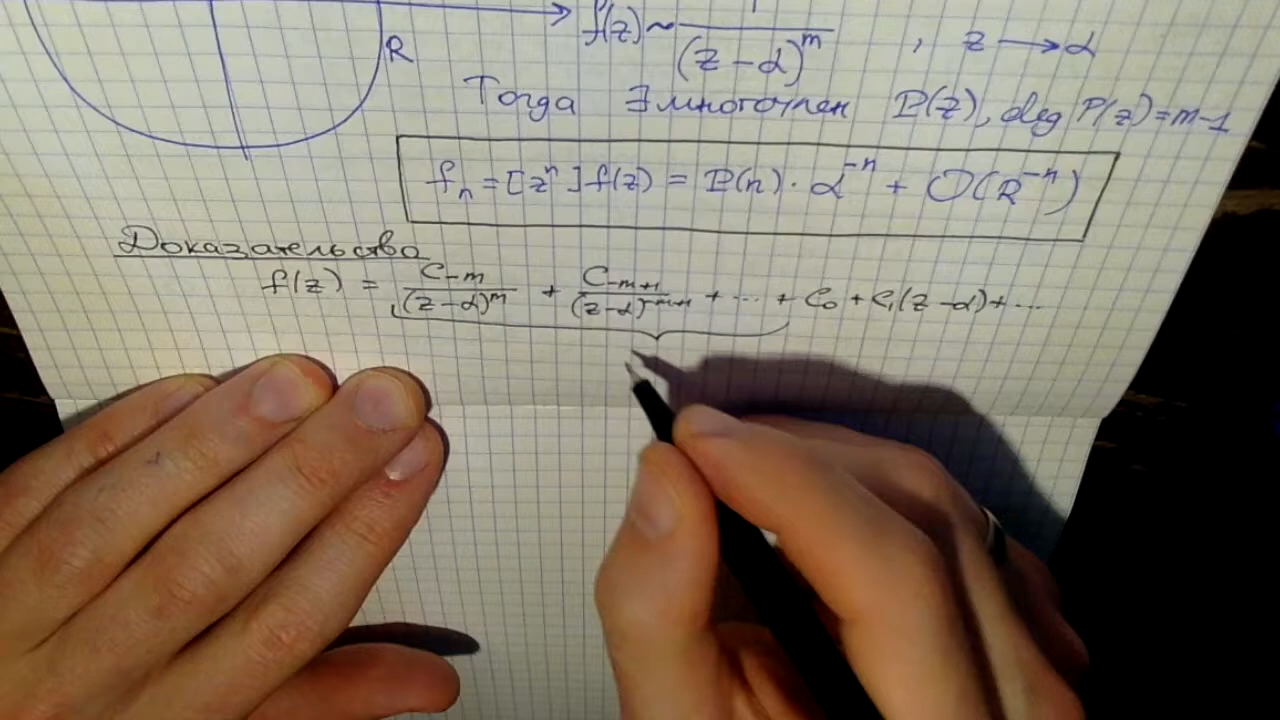 R
f(z) ~ 1/(z-α)^m , z → α
Тогда ∃ многочлен P(z), deg P(z)=m-1
f_n = [z^n] f(z) = P(n) · α^{-n} + O(R^{-n})
Доказательство
f(z) = C_{-m}/(z-α)^m + C_{-m+1}/(z-α)^{-m+1} + ... + C_0 + C_1(z-α) + ...